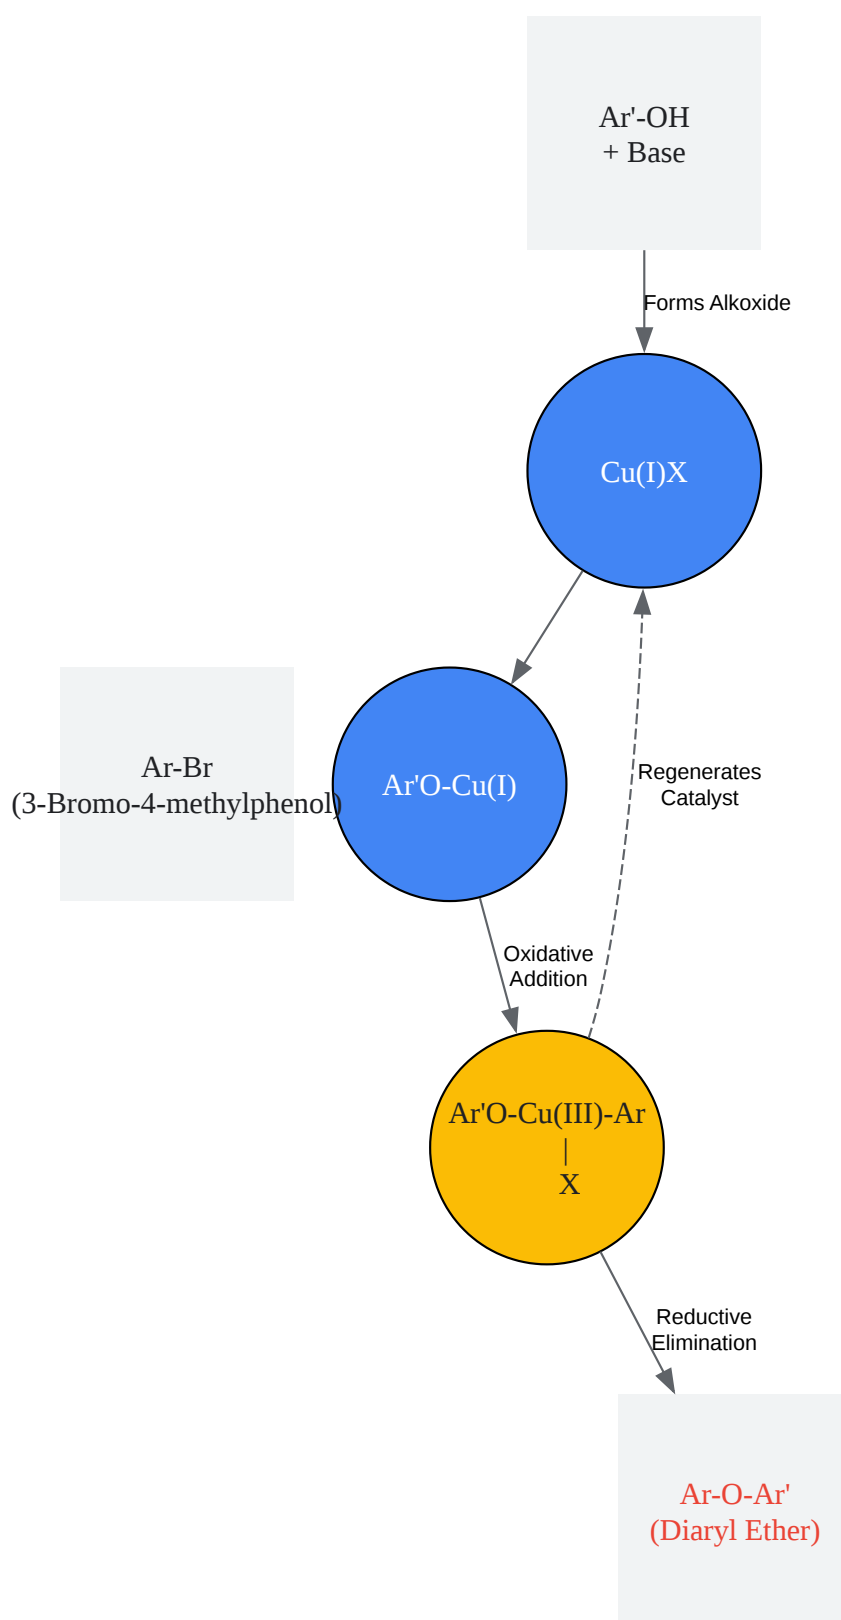 Ar'-OH
+ Base
Forms Alkoxide
Cu(I)X
Ar-Br
(3-Bromo-4-methylphenol)
Ar'O-Cu(I)
Regenerates
Catalyst
Oxidative
Addition
Ar'O-Cu(III)-Ar
|
X
Reductive
Elimination
Ar-O-Ar'
(Diaryl Ether)